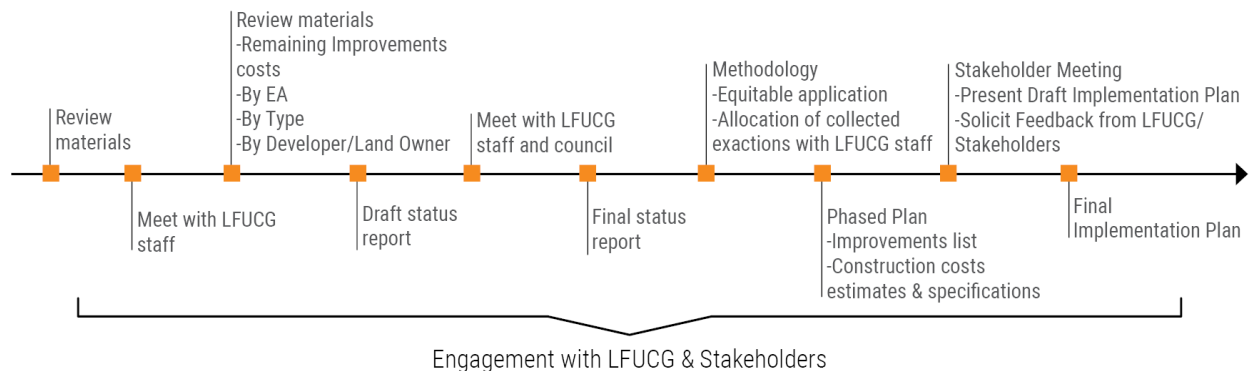 Review
materials
Meet with LFUCG
staff
Review materials
-Remaining Improvements
costs
-By EA
-By Type
-By Developer/Land Owner
Draft status
report
Meet with LFUCG
staff and council
Final status
report
Methodology
-Equitable application
-Allocation of collected
exactions with LFUCG staff
Phased Plan
-Improvements list
-Construction costs
estimates & specifications
Stakeholder Meeting
-Present Draft Implementation Plan
-Solicit Feedback from LFUCG/
Stakeholders
Final
Implementation Plan
Engagement with LFUCG & Stakeholders